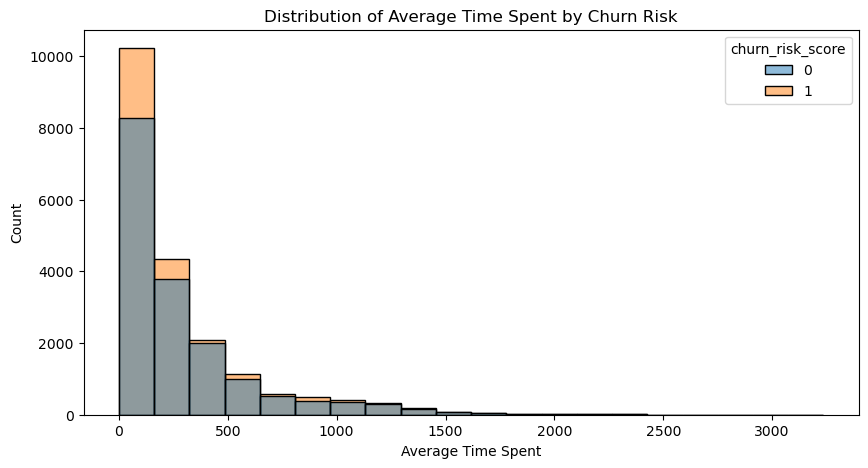 Distribution of Average Time Spent by Churn Risk
churn_risk_score
0
1
Count
10000
8000
6000
4000
2000
0
0 500 1000 1500 2000 2500 3000
Average Time Spent